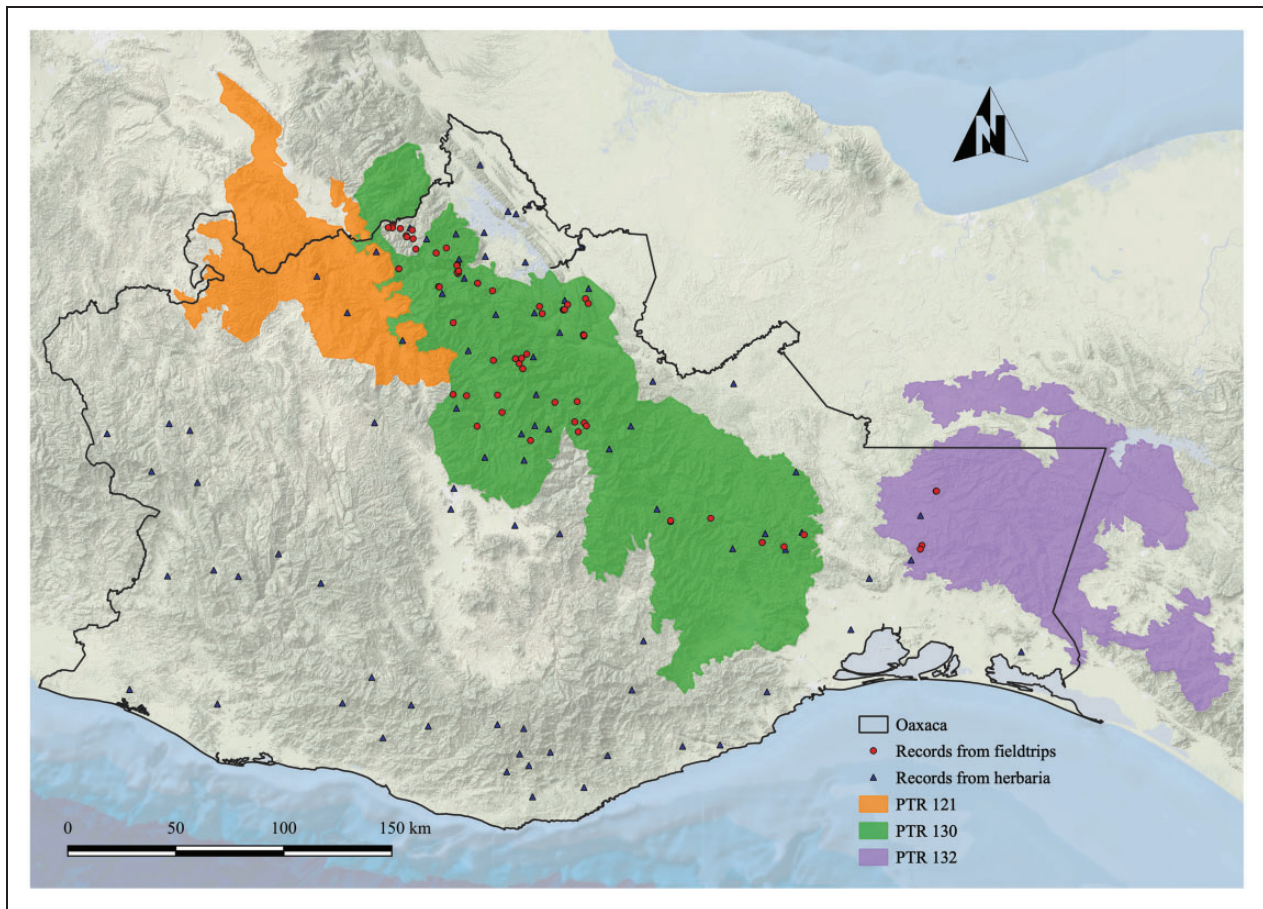 N
Oaxaca
Records from fieldtrips
Records from herbaria
PTR 121
PTR 130
PTR 132
0 50 100 150 km